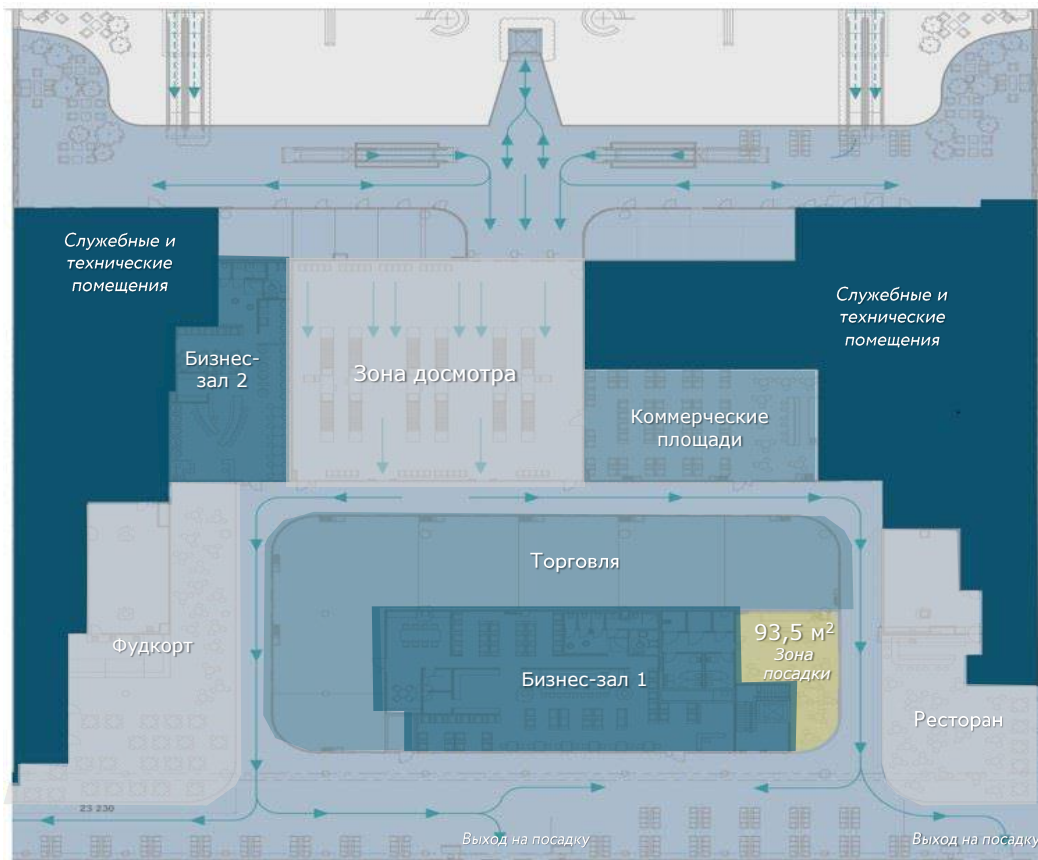 Служебные и
технические
помещения
Служебные и
технические
помещения
Бизнес-
зал 2
Зона досмотра
Коммерческие
площади
Торговля
93,5 м²
Зона
посадки
Фудкорт
Бизнес-зал 1
Ресторан
23 230
Выход на посадку
Выход на посадку